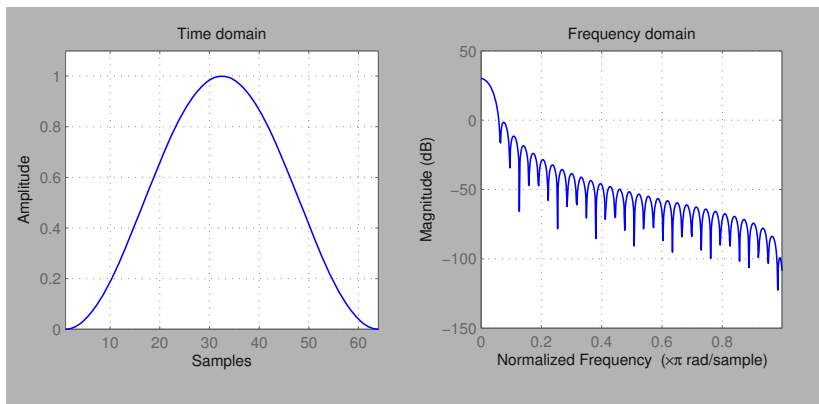 Time domain
1
0.8
0.6
0.4
0.2
0
Amplitude
10 20 30 40 50 60
Samples
Frequency domain
50
0
−50
−100
−150
Magnitude (dB)
0 0.2 0.4 0.6 0.8
Normalized Frequency (×π rad/sample)